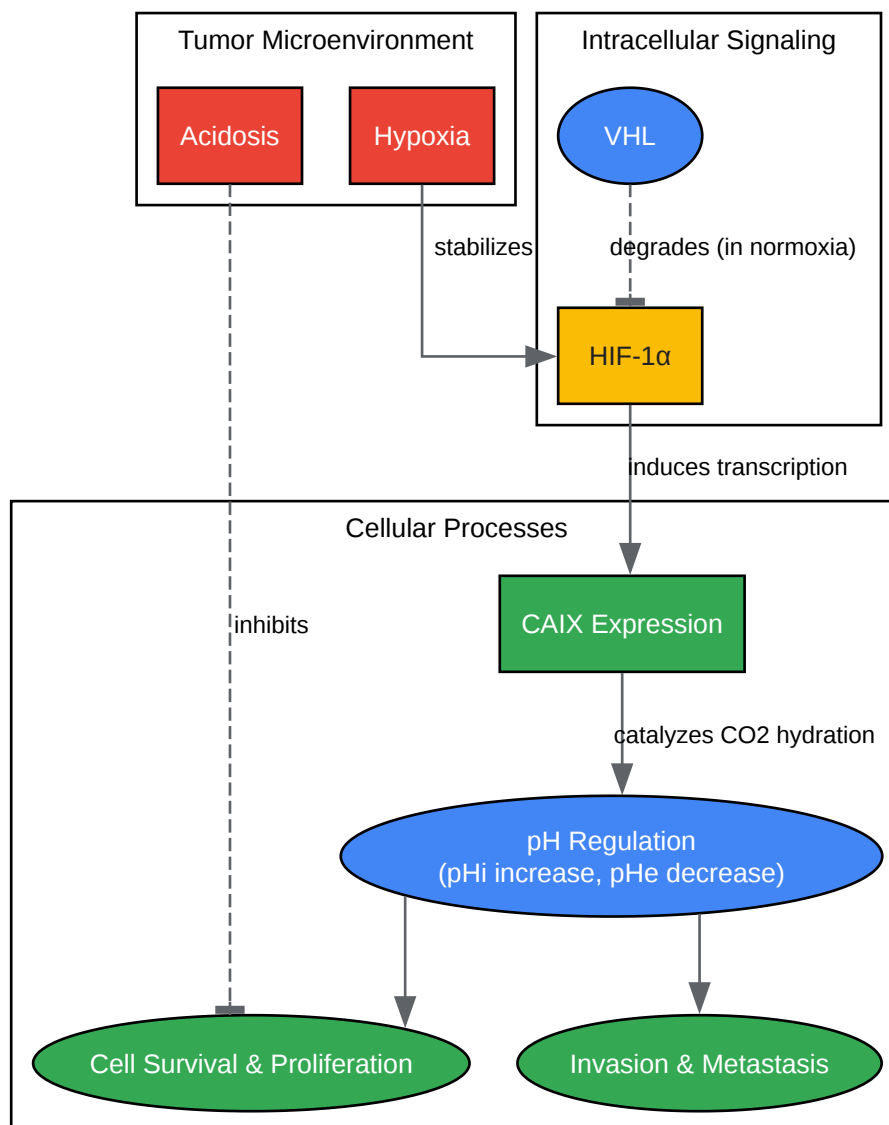 Tumor Microenvironment
Intracellular Signaling
Acidosis
Hypoxia
VHL
stabilizes
degrades (in normoxia)
HIF-1α
induces transcription
Cellular Processes
CAIX Expression
inhibits
catalyzes CO2 hydration
pH Regulation
(pHi increase, pHe decrease)
Cell Survival & Proliferation
Invasion & Metastasis